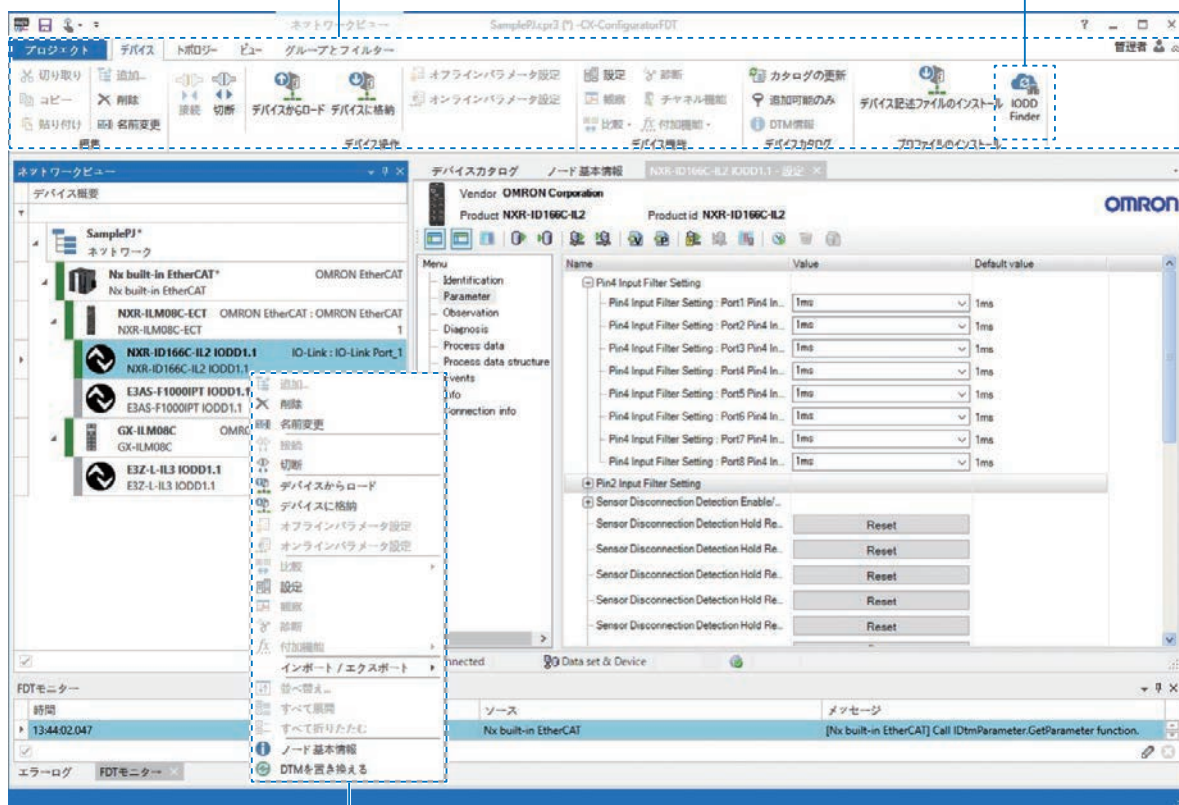 ネットワークビュー
SamplePJ.cpr3 (*) -CX-ConfiguratorFDT
プロジェクト デバイス トポロジー ビュー グループとフィルター 管理者
切り取り 追加... オフラインパラメータ設定 設定 診断 カタログの更新
コピー 削除 接続 切断 デバイスからロード デバイスに格納 オンラインパラメータ設定 観察 チャネル機能 追加可能のみ デバイス記述ファイルのインストール IODD Finder
貼り付け 名前変更 比較 付加機能 DTM情報
編集 デバイス操作 デバイス機能 デバイスカタログ プロファイルのインストール
ネットワークビュー
デバイス概要
SamplePJ*
ネットワーク
Nx built-in EtherCAT* OMRON EtherCAT
Nx built-in EtherCAT
NXR-ILM08C-ECT OMRON EtherCAT : OMRON EtherCAT
NXR-ILM08C-ECT 1
NXR-ID166C-IL2 IODD1.1 IO-Link : IO-Link Port_1
NXR-ID166C-IL2 IODD1.1
E3AS-F1000IPT IODD1.1
E3AS-F1000IPT IODD1.1
GX-ILM08C
GX-ILM08C
E3Z-L-IL3 IODD1.1
E3Z-L-IL3 IODD1.1
追加...
削除
名前変更
接続
切断
デバイスからロード
デバイスに格納
オフラインパラメータ設定
オンラインパラメータ設定
比較
設定
観察
診断
付加機能
インポート / エクスポート
並べ替え...
すべて展開
すべて折りたたむ
ノード基本情報
DTMを置き換える
デバイスカタログ ノード基本情報 NXR-ID166C-IL2 IODD1.1 - 設定
Vendor OMRON Corporation
Product NXR-ID166C-IL2 Product id NXR-ID166C-IL2
OMRON
Menu
Identification
Parameter
Observation
Diagnosis
Process data
Process data structure
Name Value Default value
Pin4 Input Filter Setting
Pin4 Input Filter Setting : Port1 Pin4 In... 1ms 1ms
Pin4 Input Filter Setting : Port2 Pin4 In... 1ms 1ms
Pin4 Input Filter Setting : Port3 Pin4 In... 1ms 1ms
Pin4 Input Filter Setting : Port4 Pin4 In... 1ms 1ms
Pin4 Input Filter Setting : Port5 Pin4 In... 1ms 1ms
Pin4 Input Filter Setting : Port6 Pin4 In... 1ms 1ms
Pin4 Input Filter Setting : Port7 Pin4 In... 1ms 1ms
Pin4 Input Filter Setting : Port8 Pin4 In... 1ms 1ms
Pin2 Input Filter Setting
Sensor Disconnection Detection Enable/...
Sensor Disconnection Detection Hold Re... Reset
Sensor Disconnection Detection Hold Re... Reset
Sensor Disconnection Detection Hold Re... Reset
Sensor Disconnection Detection Hold Re... Reset
Sensor Disconnection Detection Hold Re... Reset
Data set & Device
FDTモニター
時間 ソース メッセージ
13:44:02.047 Nx built-in EtherCAT [Nx built-in EtherCAT] Call IDtmParameter.GetParameter function.
エラーログ FDTモニター